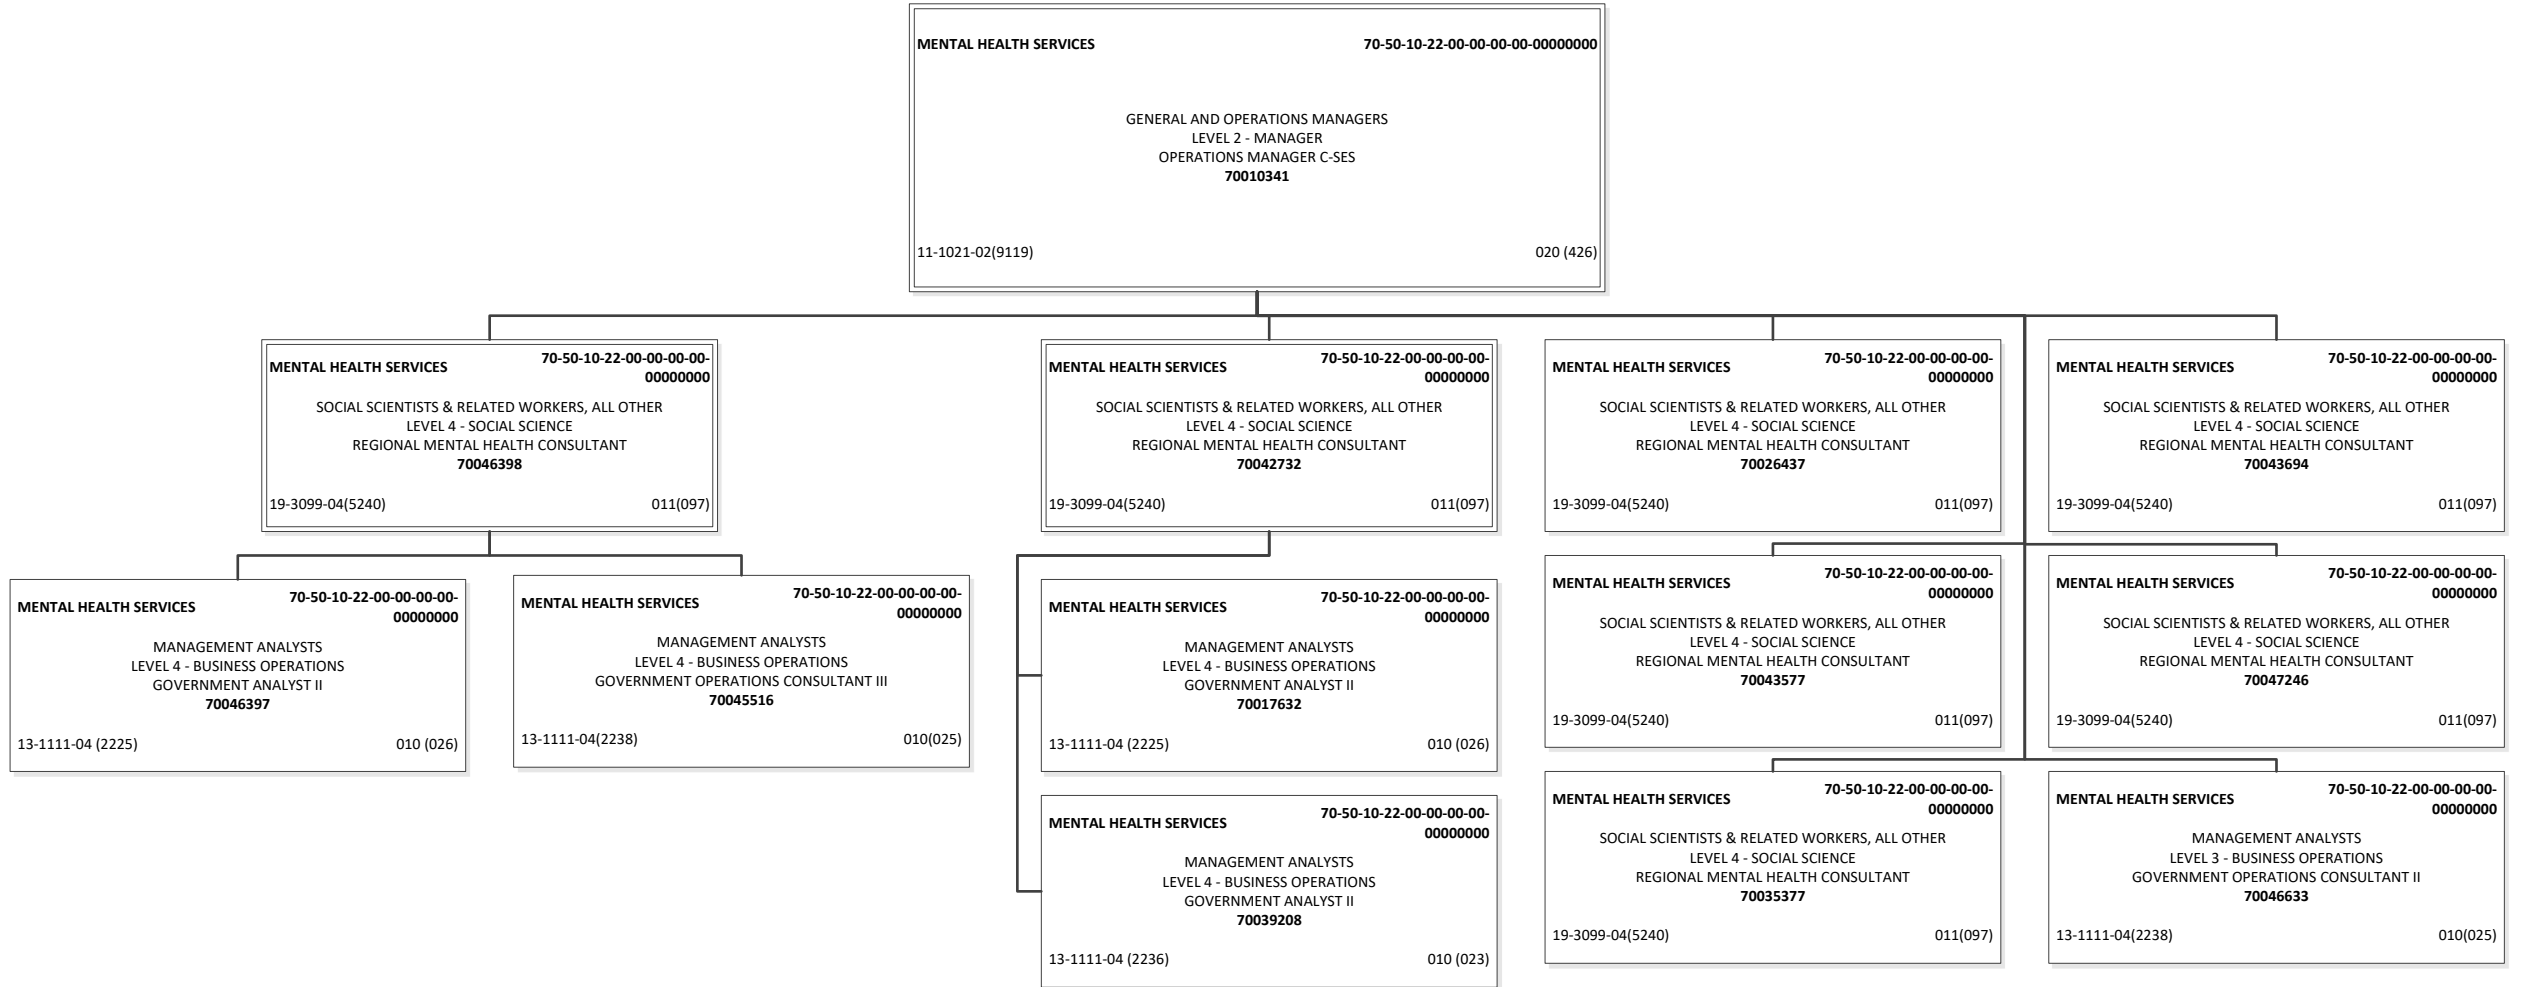 MENTAL HEALTH SERVICES 70-50-10-22-00-00-00-00-00000000
GENERAL AND OPERATIONS MANAGERS
LEVEL 2 - MANAGER
OPERATIONS MANAGER C-SES
70010341
11-1021-02(9119) 020 (426)
MENTAL HEALTH SERVICES 70-50-10-22-00-00-00-00-
00000000
SOCIAL SCIENTISTS & RELATED WORKERS, ALL OTHER
LEVEL 4 - SOCIAL SCIENCE
REGIONAL MENTAL HEALTH CONSULTANT
70046398
19-3099-04(5240) 011(097)
MENTAL HEALTH SERVICES 70-50-10-22-00-00-00-00-
00000000
SOCIAL SCIENTISTS & RELATED WORKERS, ALL OTHER
LEVEL 4 - SOCIAL SCIENCE
REGIONAL MENTAL HEALTH CONSULTANT
70042732
19-3099-04(5240) 011(097)
MENTAL HEALTH SERVICES 70-50-10-22-00-00-00-00-
00000000
SOCIAL SCIENTISTS & RELATED WORKERS, ALL OTHER
LEVEL 4 - SOCIAL SCIENCE
REGIONAL MENTAL HEALTH CONSULTANT
70026437
19-3099-04(5240) 011(097)
MENTAL HEALTH SERVICES 70-50-10-22-00-00-00-00-
00000000
SOCIAL SCIENTISTS & RELATED WORKERS, ALL OTHER
LEVEL 4 - SOCIAL SCIENCE
REGIONAL MENTAL HEALTH CONSULTANT
70043694
19-3099-04(5240) 011(097)
MENTAL HEALTH SERVICES 70-50-10-22-00-00-00-00-
00000000
MANAGEMENT ANALYSTS
LEVEL 4 - BUSINESS OPERATIONS
GOVERNMENT ANALYST II
70046397
13-1111-04 (2225) 010 (026)
MENTAL HEALTH SERVICES 70-50-10-22-00-00-00-00-
00000000
MANAGEMENT ANALYSTS
LEVEL 4 - BUSINESS OPERATIONS
GOVERNMENT OPERATIONS CONSULTANT III
70045516
13-1111-04(2238) 010(025)
MENTAL HEALTH SERVICES 70-50-10-22-00-00-00-00-
00000000
MANAGEMENT ANALYSTS
LEVEL 4 - BUSINESS OPERATIONS
GOVERNMENT ANALYST II
70017632
13-1111-04 (2225) 010 (026)
MENTAL HEALTH SERVICES 70-50-10-22-00-00-00-00-
00000000
SOCIAL SCIENTISTS & RELATED WORKERS, ALL OTHER
LEVEL 4 - SOCIAL SCIENCE
REGIONAL MENTAL HEALTH CONSULTANT
70043577
19-3099-04(5240) 011(097)
MENTAL HEALTH SERVICES 70-50-10-22-00-00-00-00-
00000000
SOCIAL SCIENTISTS & RELATED WORKERS, ALL OTHER
LEVEL 4 - SOCIAL SCIENCE
REGIONAL MENTAL HEALTH CONSULTANT
70047246
19-3099-04(5240) 011(097)
MENTAL HEALTH SERVICES 70-50-10-22-00-00-00-00-
00000000
MANAGEMENT ANALYSTS
LEVEL 4 - BUSINESS OPERATIONS
GOVERNMENT ANALYST II
70039208
13-1111-04 (2236) 010 (023)
MENTAL HEALTH SERVICES 70-50-10-22-00-00-00-00-
00000000
SOCIAL SCIENTISTS & RELATED WORKERS, ALL OTHER
LEVEL 4 - SOCIAL SCIENCE
REGIONAL MENTAL HEALTH CONSULTANT
70035377
19-3099-04(5240) 011(097)
MENTAL HEALTH SERVICES 70-50-10-22-00-00-00-00-
00000000
MANAGEMENT ANALYSTS
LEVEL 3 - BUSINESS OPERATIONS
GOVERNMENT OPERATIONS CONSULTANT II
70046633
13-1111-04(2238) 010(025)